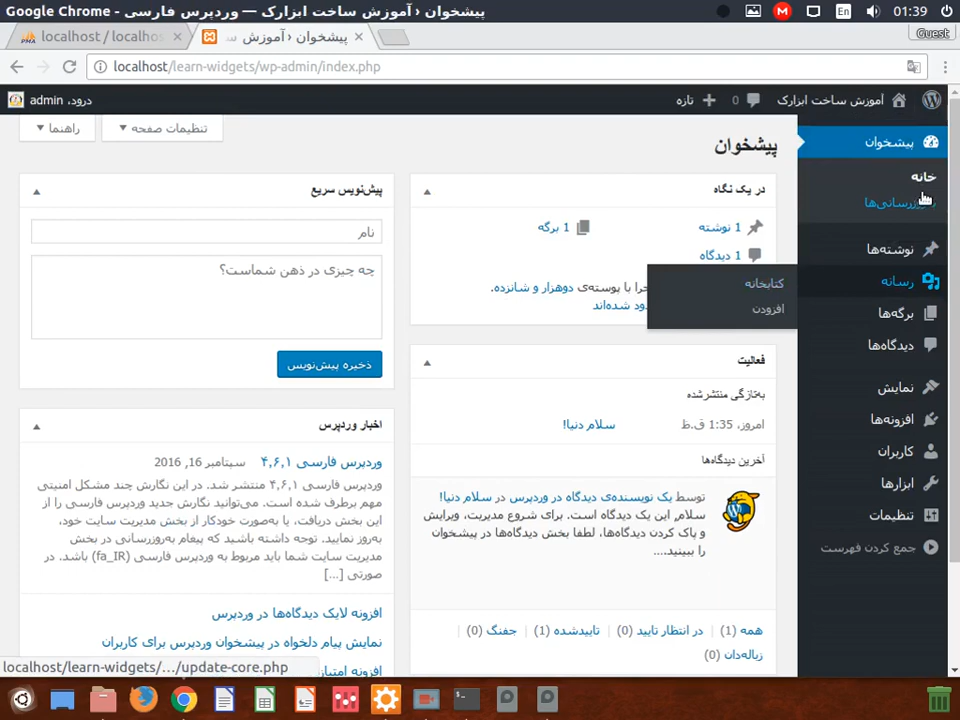 Google Chrome - پیشخوان › آموزش ساخت ابزارک — وردپرس فارسی
En
01:39
localhost / localho
پیشخوان › آموزش س
Guest
localhost/learn-widgets/wp-admin/index.php
آموزش ساخت ابزارک
0
تازه
درود، admin
تنظیمات صفحه
راهنما
پیشخوان
خانه
نوشته‌ها
رسانه
کتابخانه
افزودن
برگه‌ها
دیدگاه‌ها
نمایش
افزونه‌ها
کاربران
ابزارها
تنظیمات
جمع کردن فهرست
پیشخوان
در یک نگاه
1 نوشته
1 برگه
1 دیدگاه
جرا با پوسته‌ی دوهزار و شانزده.
دود شده‌اند
فعالیت
به‌تازگی منتشرشده
امروز، 1:35 ق.ظ
سلام دنیا!
آخرین دیدگاه‌ها
توسط یک نویسنده‌ی دیدگاه در وردپرس در سلام دنیا!
سلام، این یک دیدگاه است. برای شروع مدیریت، ویرایش
و پاک کردن دیدگاه‌ها، لطفا بخش دیدگاه‌ها در پیشخوان
را ببینید....
همه (1) | در انتظار تایید (0) | تاییدشده (1) | جفنگ (0) |
زباله‌دان (0)
پیش‌نویس سریع
نام
چه چیزی در ذهن شماست؟
ذخیره پیش‌نویس
اخبار وردپرس
وردپرس فارسی ۴,۶,۱ سپتامبر 16, 2016
وردپرس فارسی ۴,۶,۱ منتشر شد. در این نگارش چند مشکل امنیتی
مهم برطرف شده است. می‌توانید نگارش جدید وردپرس فارسی را از
این بخش دریافت، یا به‌صورت خودکار از بخش مدیریت سایت خود،
به‌روز نمایید. توجه داشته باشید که پیغام به‌روزرسانی در بخش
مدیریت سایت شما باید مربوط به وردپرس فارسی (fa_IR) باشد. در
صورتی [...]
افزونه لایک دیدگاه‌ها در وردپرس
نمایش پیام دلخواه در پیشخوان وردپرس برای کاربران
افزونه امتیاز
localhost/learn-widgets/.../update-core.php